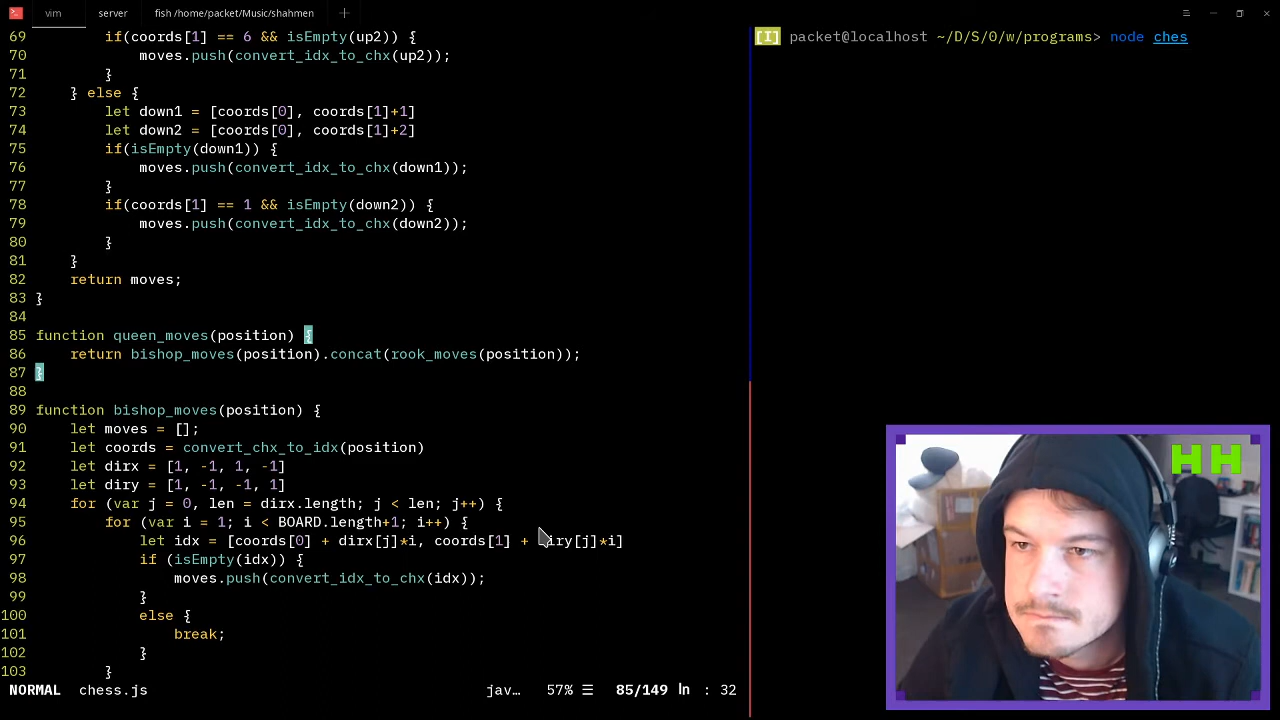 vim server fish /home/packet/Music/shahmen
69 if(coords[1] == 6 && isEmpty(up2)) {
70 moves.push(convert_idx_to_chx(up2));
71 }
72 } else {
73 let down1 = [coords[0], coords[1]+1]
74 let down2 = [coords[0], coords[1]+2]
75 if(isEmpty(down1)) {
76 moves.push(convert_idx_to_chx(down1));
77 }
78 if(coords[1] == 1 && isEmpty(down2)) {
79 moves.push(convert_idx_to_chx(down2));
80 }
81 }
82 return moves;
83 }
84
85 function queen_moves(position) {
86 return bishop_moves(position).concat(rook_moves(position));
87 }
88
89 function bishop_moves(position) {
90 let moves = [];
91 let coords = convert_chx_to_idx(position)
92 let dirx = [1, -1, 1, -1]
93 let diry = [1, -1, -1, 1]
94 for (var j = 0, len = dirx.length; j < len; j++) {
95 for (var i = 1; i < BOARD.length+1; i++) {
96 let idx = [coords[0] + dirx[j]*i, coords[1] + diry[j]*i]
97 if (isEmpty(idx)) {
98 moves.push(convert_idx_to_chx(idx));
99 }
100 else {
101 break;
102 }
103 }
NORMAL chess.js jav… 57% ☰ 85/149 ln : 32
[I] packet@localhost ~/D/S/0/w/programs> node ches
HH